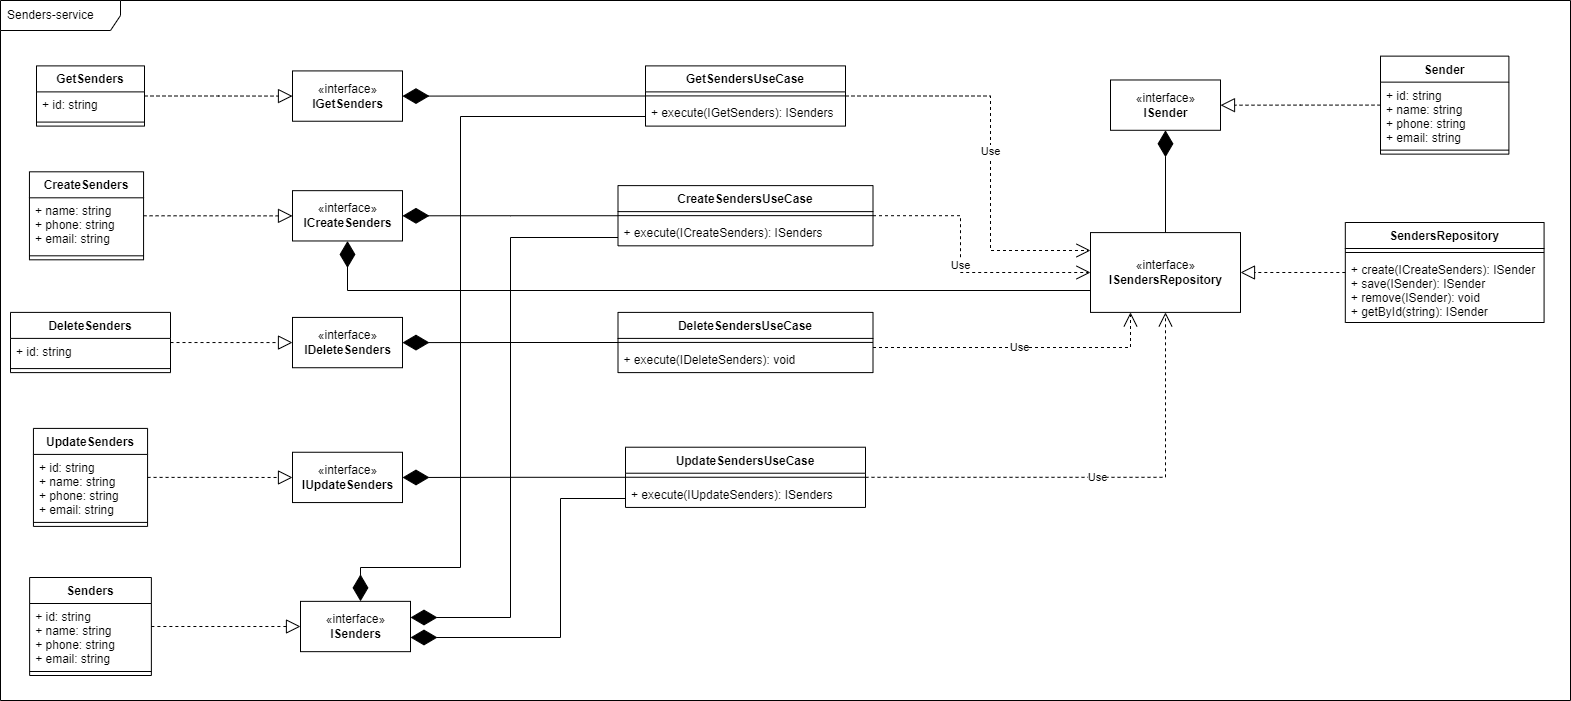 Senders-service
GetSenders
+ id: string
«interface»
IGetSenders
GetSendersUseCase
+ execute(IGetSenders): ISenders
Use
«interface»
ISender
Sender
+ id: string
+ name: string
+ phone: string
+ email: string
CreateSenders
+ name: string
+ phone: string
+ email: string
«interface»
ICreateSenders
CreateSendersUseCase
+ execute(ICreateSenders): ISenders
Use
«interface»
ISendersRepository
SendersRepository
+ create(ICreateSenders): ISender
+ save(ISender): ISender
+ remove(ISender): void
+ getById(string): ISender
DeleteSenders
+ id: string
«interface»
IDeleteSenders
DeleteSendersUseCase
+ execute(IDeleteSenders): void
Use
UpdateSenders
+ id: string
+ name: string
+ phone: string
+ email: string
«interface»
IUpdateSenders
UpdateSendersUseCase
+ execute(IUpdateSenders): ISenders
Use
Senders
+ id: string
+ name: string
+ phone: string
+ email: string
«interface»
ISenders